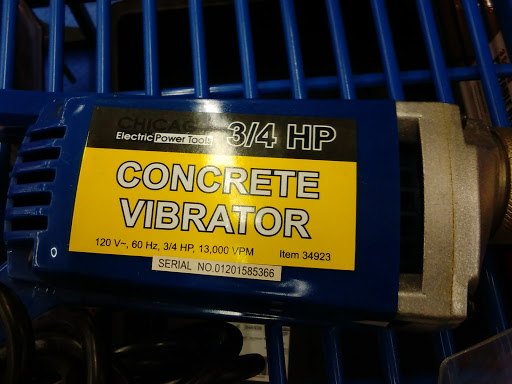 CHICAGO
Electric Power Tools
3/4 HP
CONCRETE
VIBRATOR
120 V~, 60 Hz, 3/4 HP, 13,000 VPM Item 34923
SERIAL NO.01201585366